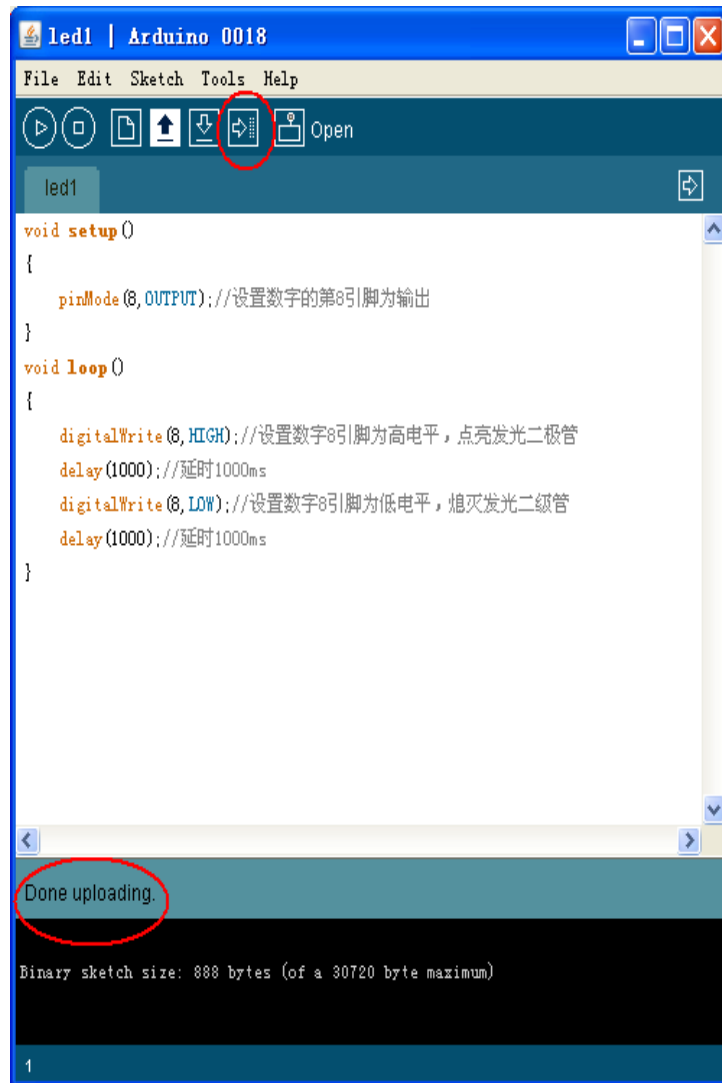 led1 | Arduino 0018
File Edit Sketch Tools Help
Open
led1
void setup()
{
pinMode(8,OUTPUT);//设置数字的第8引脚为输出
}
void loop()
{
digitalWrite(8,HIGH);//设置数字8引脚为高电平，点亮发光二极管
delay(1000);//延时1000ms
digitalWrite(8,LOW);//设置数字8引脚为低电平，熄灭发光二级管
delay(1000);//延时1000ms
}
Done uploading.
Binary sketch size: 888 bytes (of a 30720 byte maximum)
1